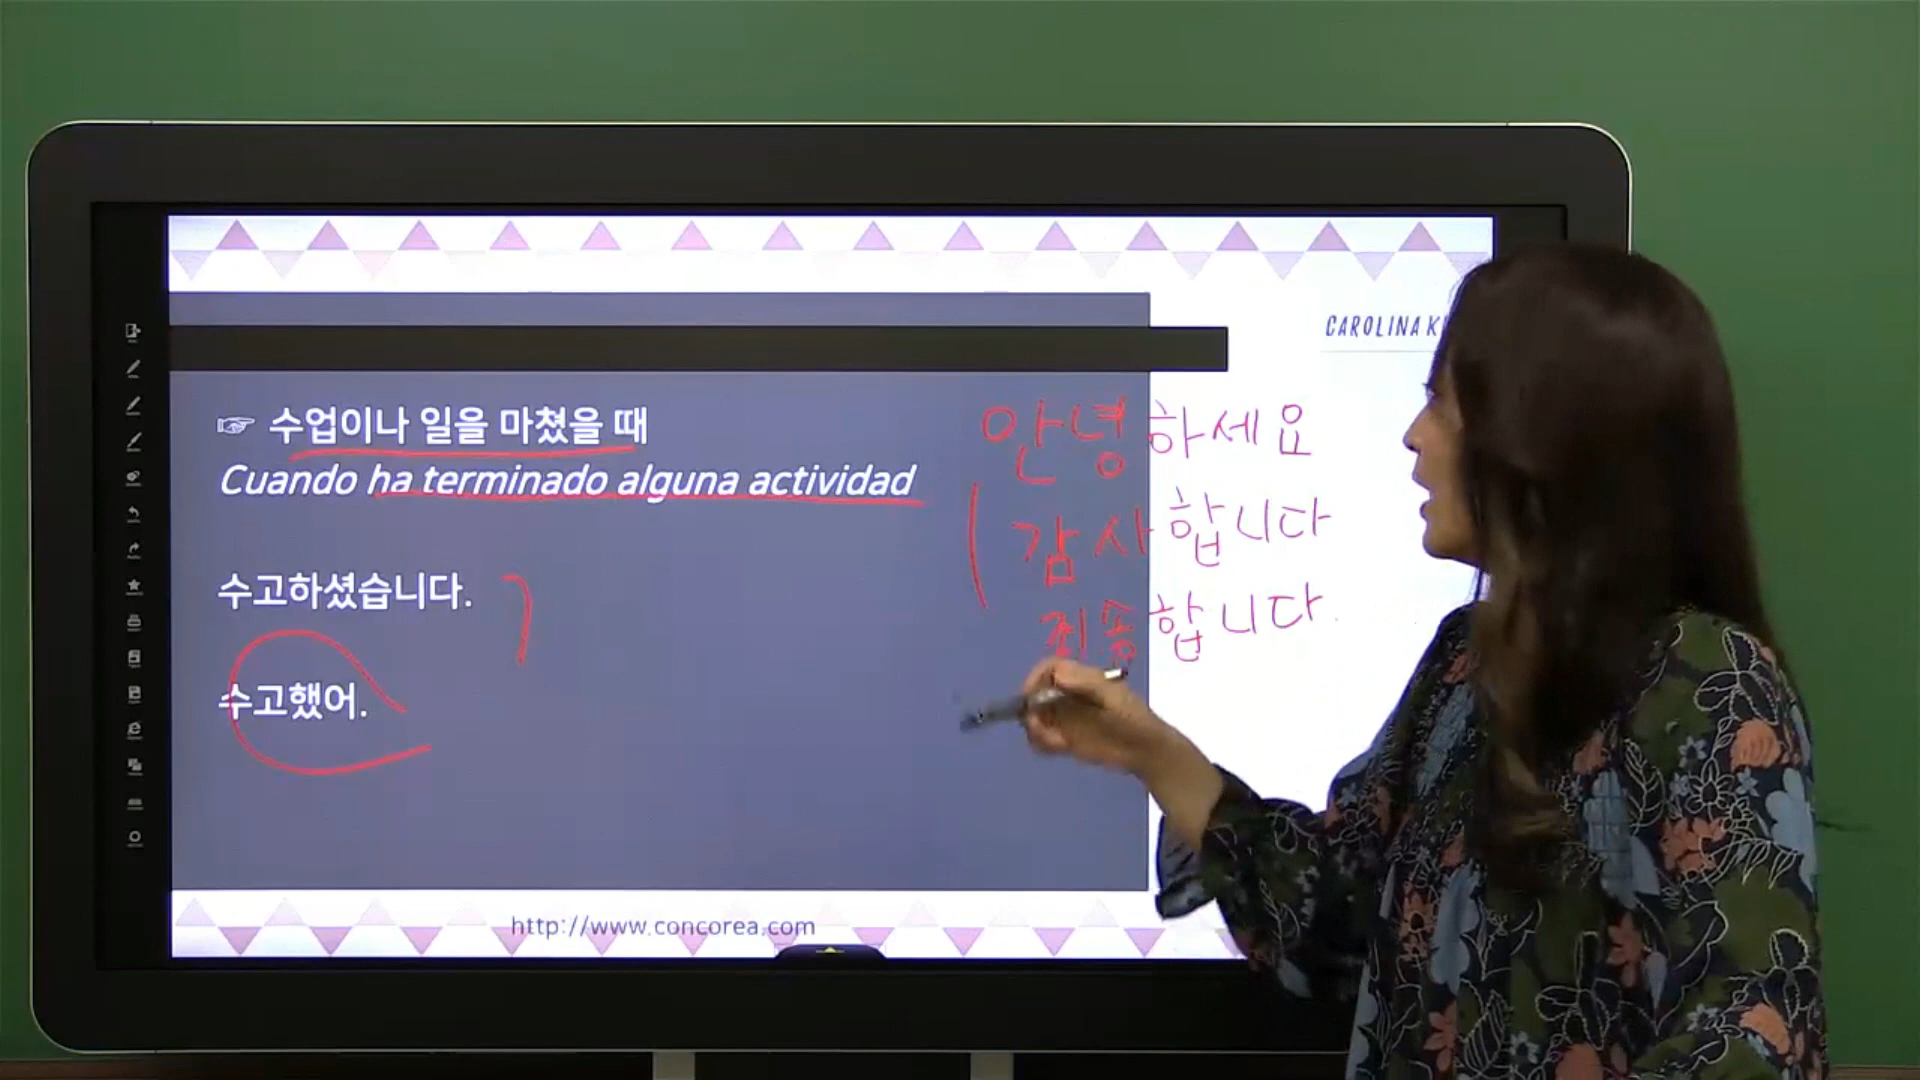 CAROLINA
☞ 수업이나 일을 마쳤을 때
Cuando ha terminado alguna actividad
수고하셨습니다.
수고했어.
안녕하세요
감사합니다
죄송합니다.
http://www.concorea.com